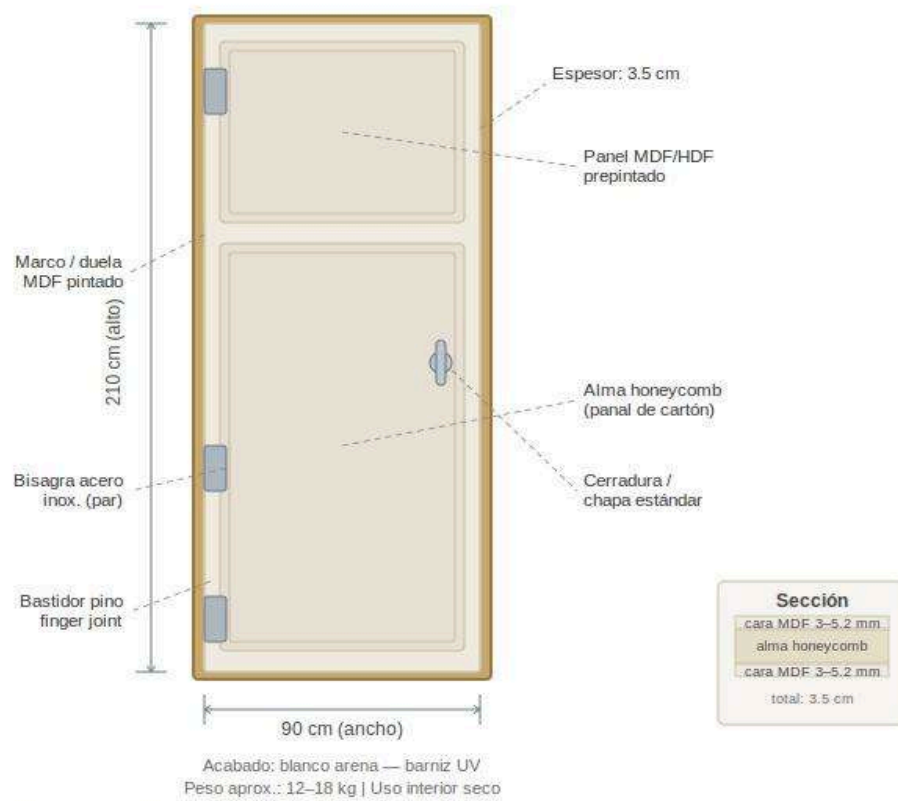 Espesor: 3.5 cm
Panel MDF/HDF
prepintado
Marco / duela
MDF pintado
210 cm (alto)
Alma honeycomb
(panal de cartón)
Bisagra acero
inox. (par)
Cerradura /
chapa estándar
Bastidor pino
finger joint
Sección
cara MDF 3–5.2 mm
alma honeycomb
cara MDF 3–5.2 mm
total: 3.5 cm
90 cm (ancho)
Acabado: blanco arena — barniz UV
Peso aprox.: 12–18 kg | Uso interior seco